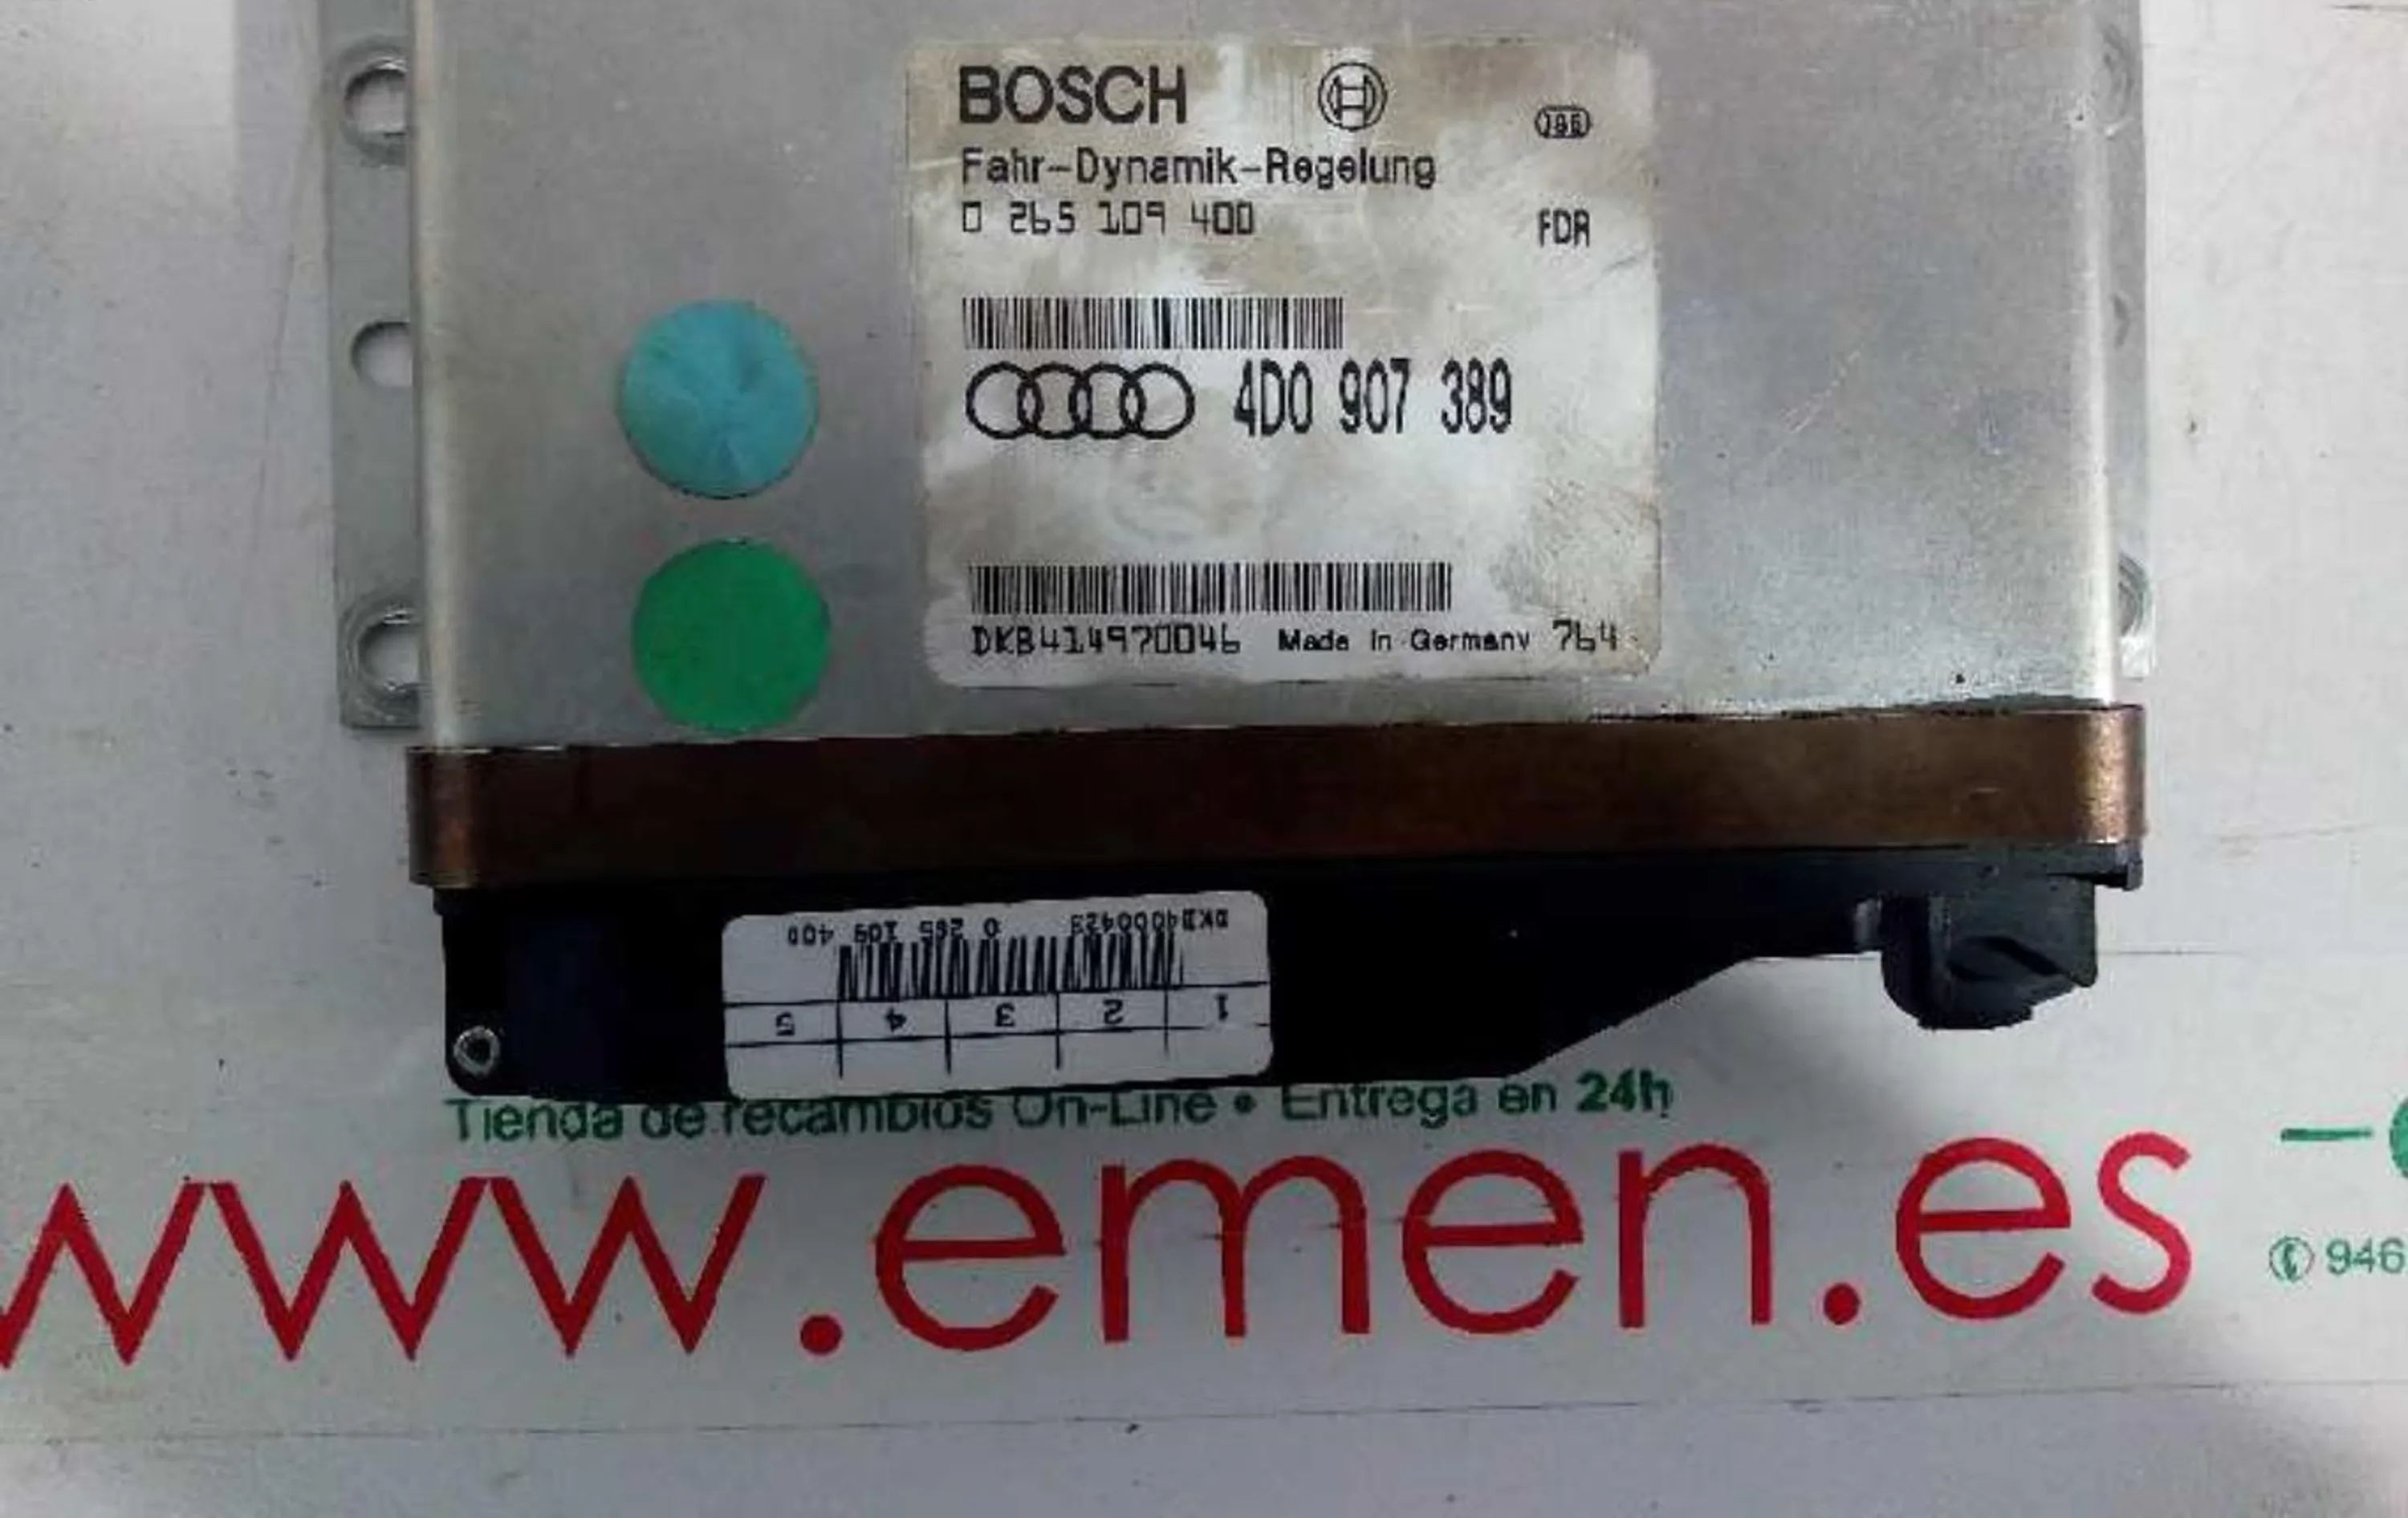 BOSCH
Fahr-Dynamik-Regelung
0 265 109 400
FDR
4D0 907 389
DKB414970046 Made in Germany 764
DKB4000423 0 265 109 400
1 2 3 4 5
Tienda de recambios On-Line • Entrega en 24h
www.emen.es
946